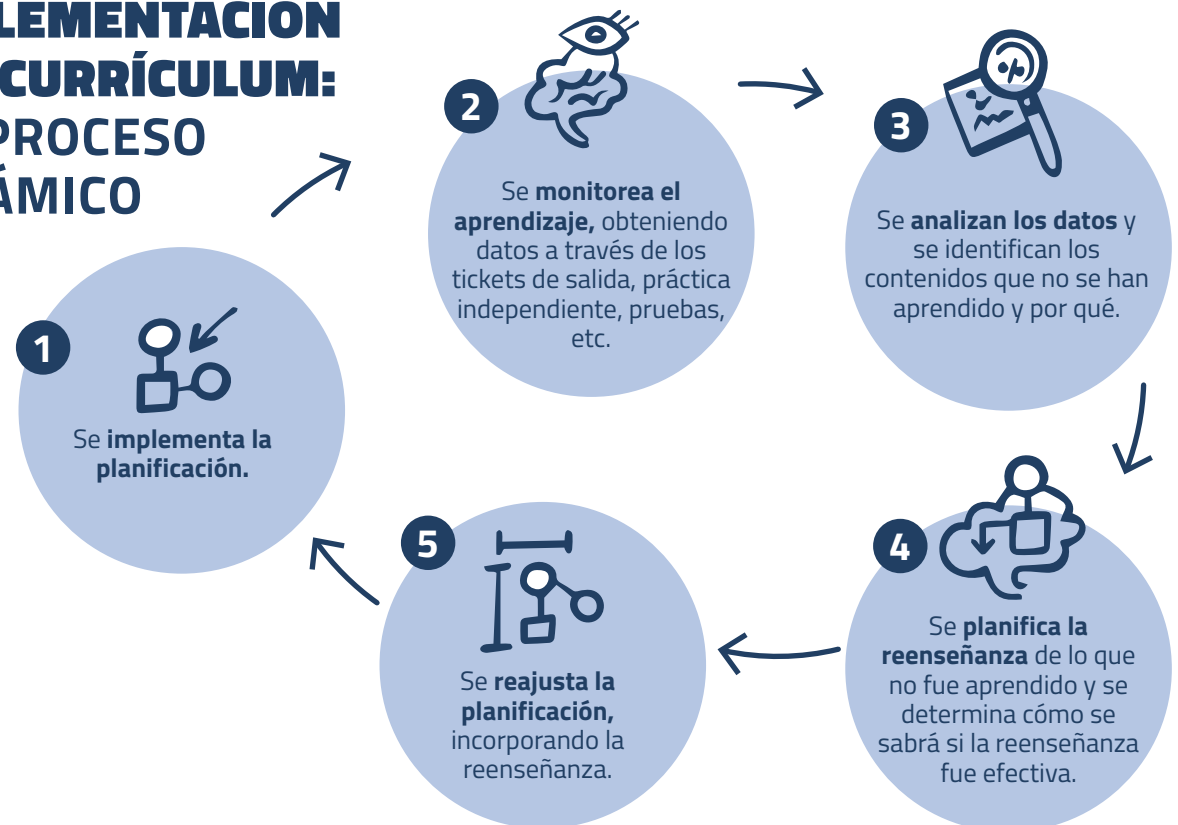 LEMENTACIÓN
CURRÍCULUM:
PROCESO
ÁMICO
1
Se implementa la
planificación.
2
Se monitorea el
aprendizaje, obteniendo
datos a través de los
tickets de salida, práctica
independiente, pruebas,
etc.
3
Se analizan los datos y
se identifican los
contenidos que no se han
aprendido y por qué.
4
Se planifica la
reenseñanza de lo que
no fue aprendido y se
determina cómo se
sabrá si la reenseñanza
fue efectiva.
5
Se reajusta la
planificación,
incorporando la
reenseñanza.